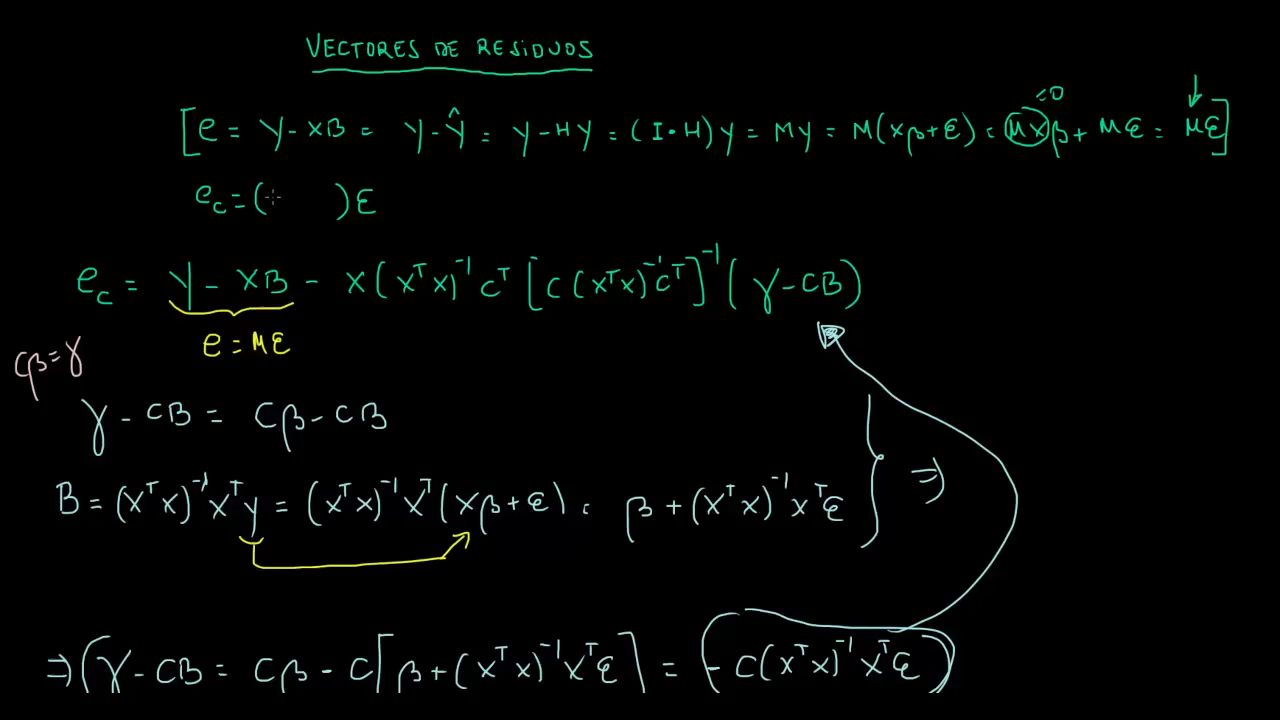 VECTORES DE RESIDUOS
[e = Y - XB = Y - Ŷ = Y - HY = (I - H)Y = MY = M(Xβ + ε) = MXβ + Mε = Mε]
=0
e_c = (+ )ε
e_c = Y - XB - X(XᵀX)⁻¹Cᵀ[C(XᵀX)⁻¹Cᵀ]⁻¹(γ - CB)
e = Mε
Cβ = γ
γ - CB = Cβ - CB
B = (XᵀX)⁻¹Xᵀy = (XᵀX)⁻¹Xᵀ(Xβ + ε) = β + (XᵀX)⁻¹Xᵀε } ⇒
⇒ (γ - CB = Cβ - C[β + (XᵀX)⁻¹Xᵀε] = - C(XᵀX)⁻¹Xᵀε)